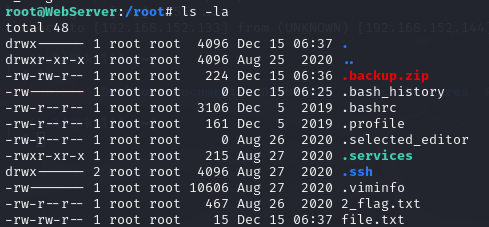 root@WebServer:/root# ls -la
total 48
drwx------ 1 root root  4096 Dec 15 06:37 .
drwxr-xr-x 1 root root  4096 Aug 25  2020 ..
-rw-rw-r-- 1 root root   224 Dec 15 06:36 .backup.zip
-rw------- 1 root root     0 Dec 15 06:25 .bash_history
-rw-r--r-- 1 root root  3106 Dec  5  2019 .bashrc
-rw-r--r-- 1 root root   161 Dec  5  2019 .profile
-rw-r--r-- 1 root root     0 Aug 26  2020 .selected_editor
-rwxr-xr-x 1 root root   215 Aug 27  2020 .services
drwx------ 2 root root  4096 Aug 27  2020 .ssh
-rw------- 1 root root 10606 Aug 27  2020 .viminfo
-rw-rw-r-- 1 root root   467 Aug 26  2020 2_flag.txt
-rw-rw-r-- 1 root root    15 Dec 15 06:37 file.txt